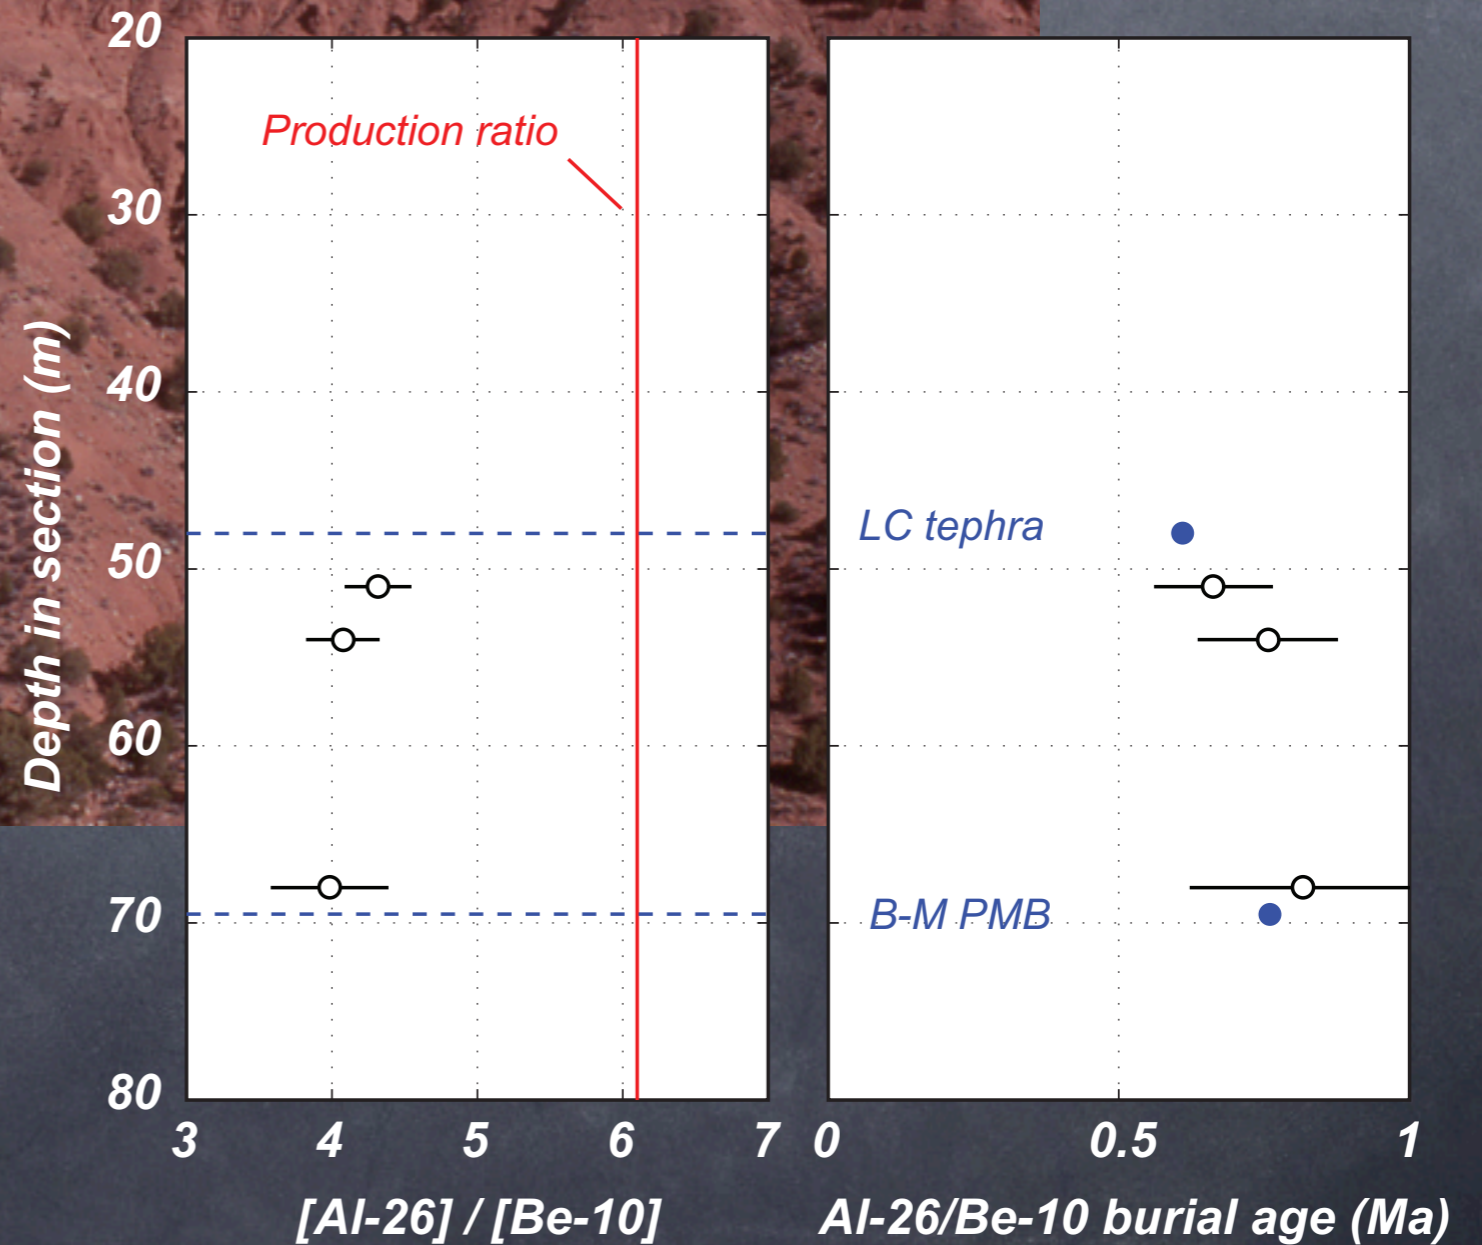 20
30
40
50
60
70
80
Depth in section (m)
Production ratio
3 4 5 6 7
[Al-26] / [Be-10]
LC tephra
B-M PMB
0 0.5 1
Al-26/Be-10 burial age (Ma)